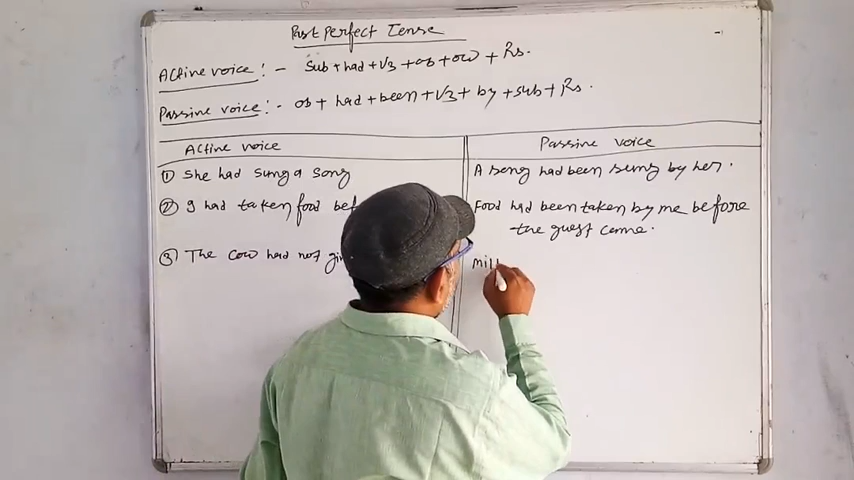 Past Perfect Tense
Active voice :- Sub + had + V3 + ob + ow + Rs.
Passive voice :- ob + had + been + V3 + by + sub + Rs.
Active voice
Passive voice
① She had sung a song
A song had been sung by her.
② I had taken food bef
Food had been taken by me before
the guest came.
③ The cow had not gi
mil